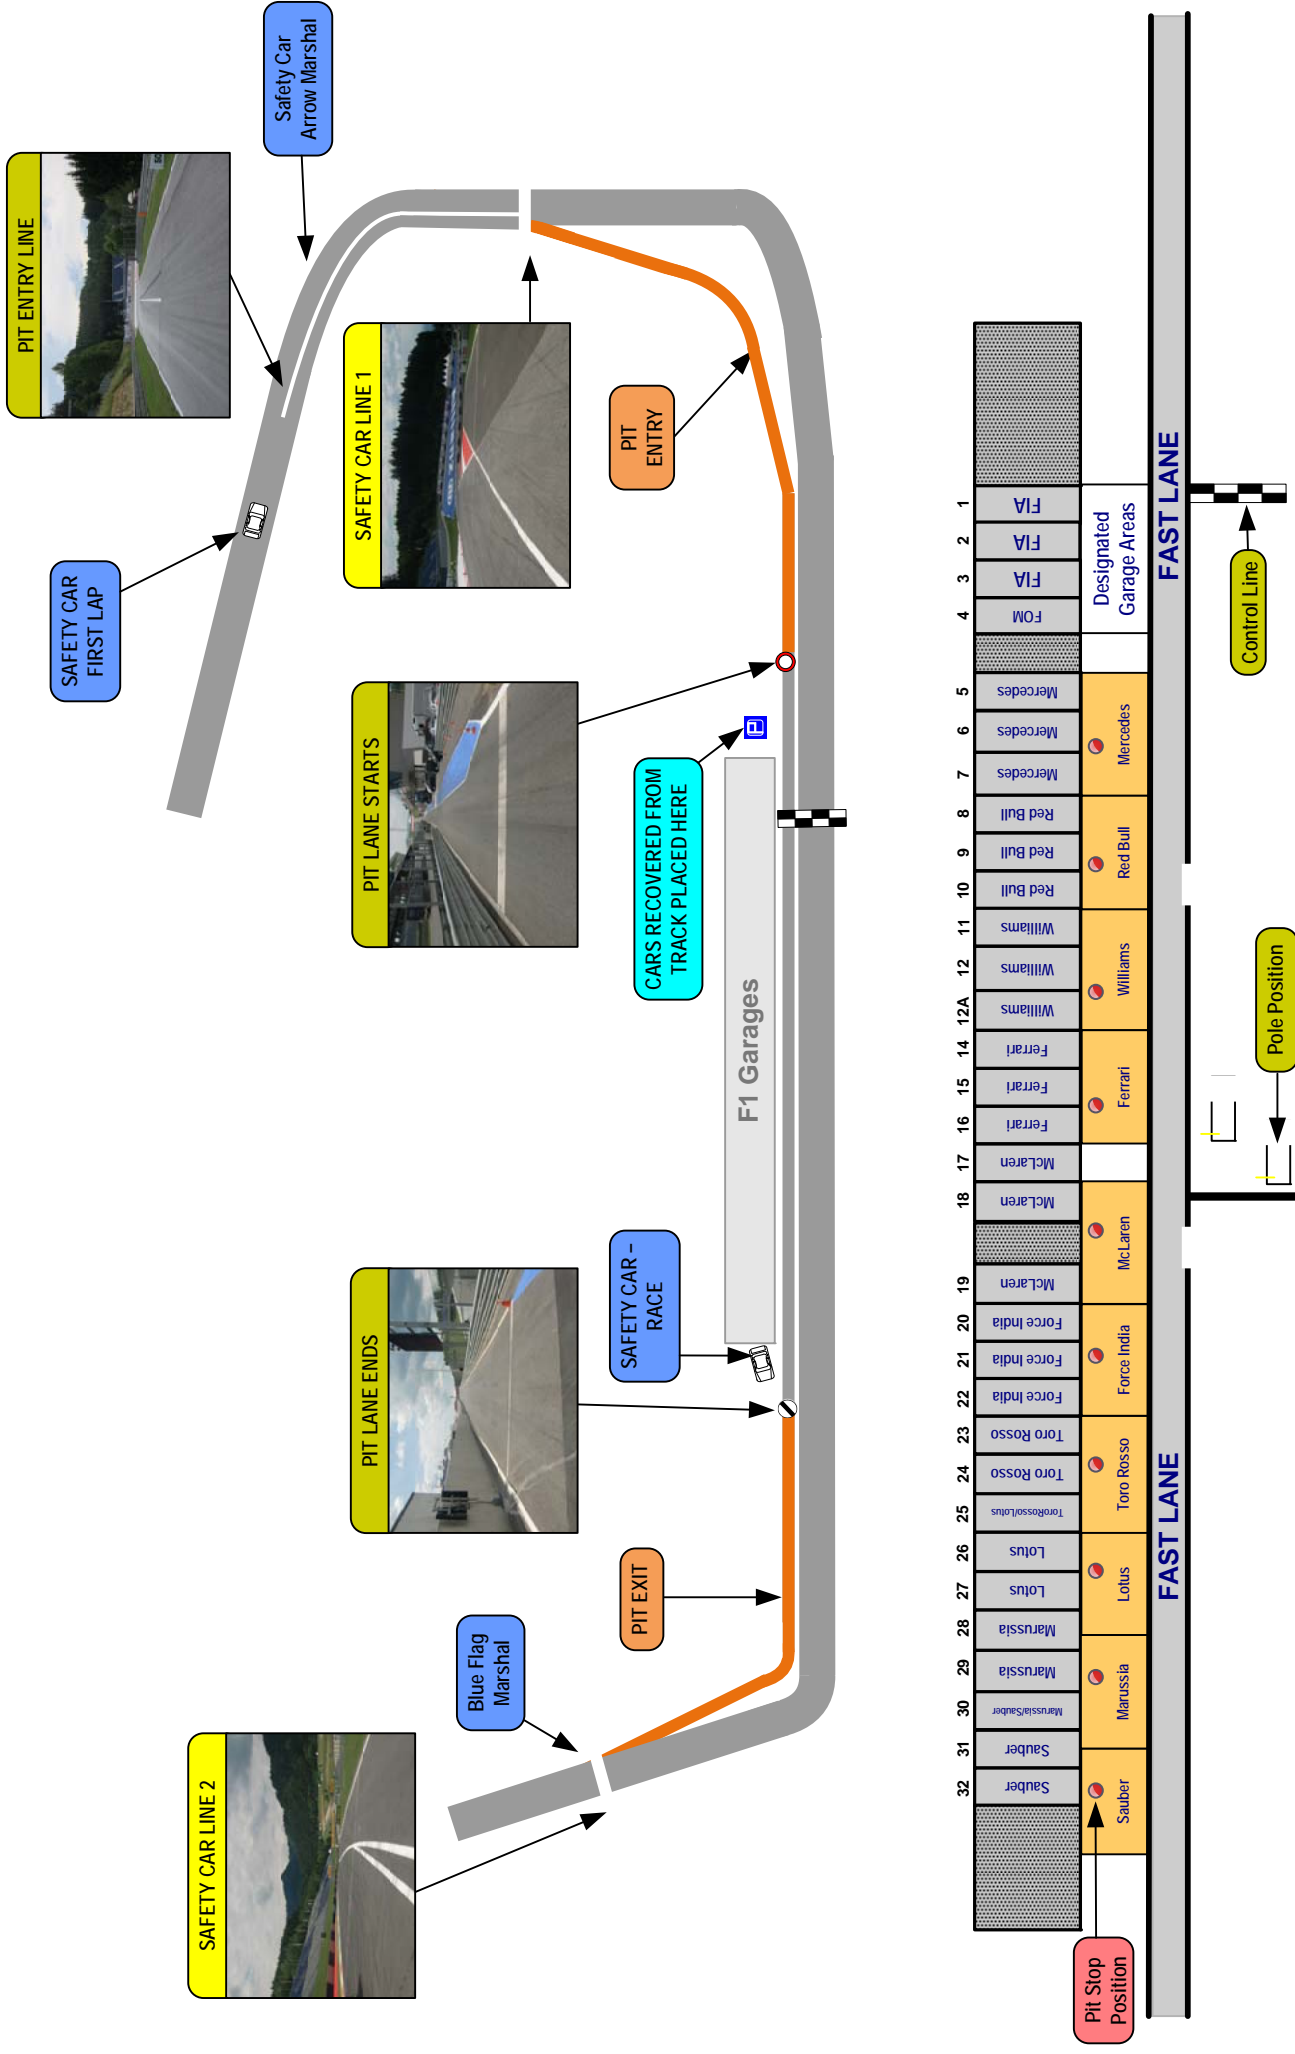 SAFETY CAR LINE 2
Blue Flag
Marshal
PIT EXIT
PIT LANE ENDS
SAFETY CAR –
RACE
F1 Garages
CARS RECOVERED FROM
TRACK PLACED HERE
PIT LANE STARTS
SAFETY CAR
FIRST LAP
SAFETY CAR LINE 1
PIT
ENTRY
PIT ENTRY LINE
Safety Car
Arrow Marshal
32
31
30
29
28
27
26
25
24
23
22
21
20
19
18
17
16
15
14
12A
12
11
10
9
8
7
6
5
4
3
2
1
Sauber
Sauber
Marussia/Sauber
Marussia
Marussia
Lotus
Lotus
ToroRosso/Lotus
Toro Rosso
Toro Rosso
Force India
Force India
Force India
McLaren
McLaren
McLaren
Ferrari
Ferrari
Ferrari
Williams
Williams
Williams
Red Bull
Red Bull
Red Bull
Mercedes
Mercedes
Mercedes
FOM
FIA
FIA
FIA
Pit Stop
Position
Sauber
Marussia
Lotus
Toro Rosso
Force India
McLaren
Ferrari
Williams
Red Bull
Mercedes
Designated
Garage Areas
FAST LANE
FAST LANE
Pole Position
Control Line